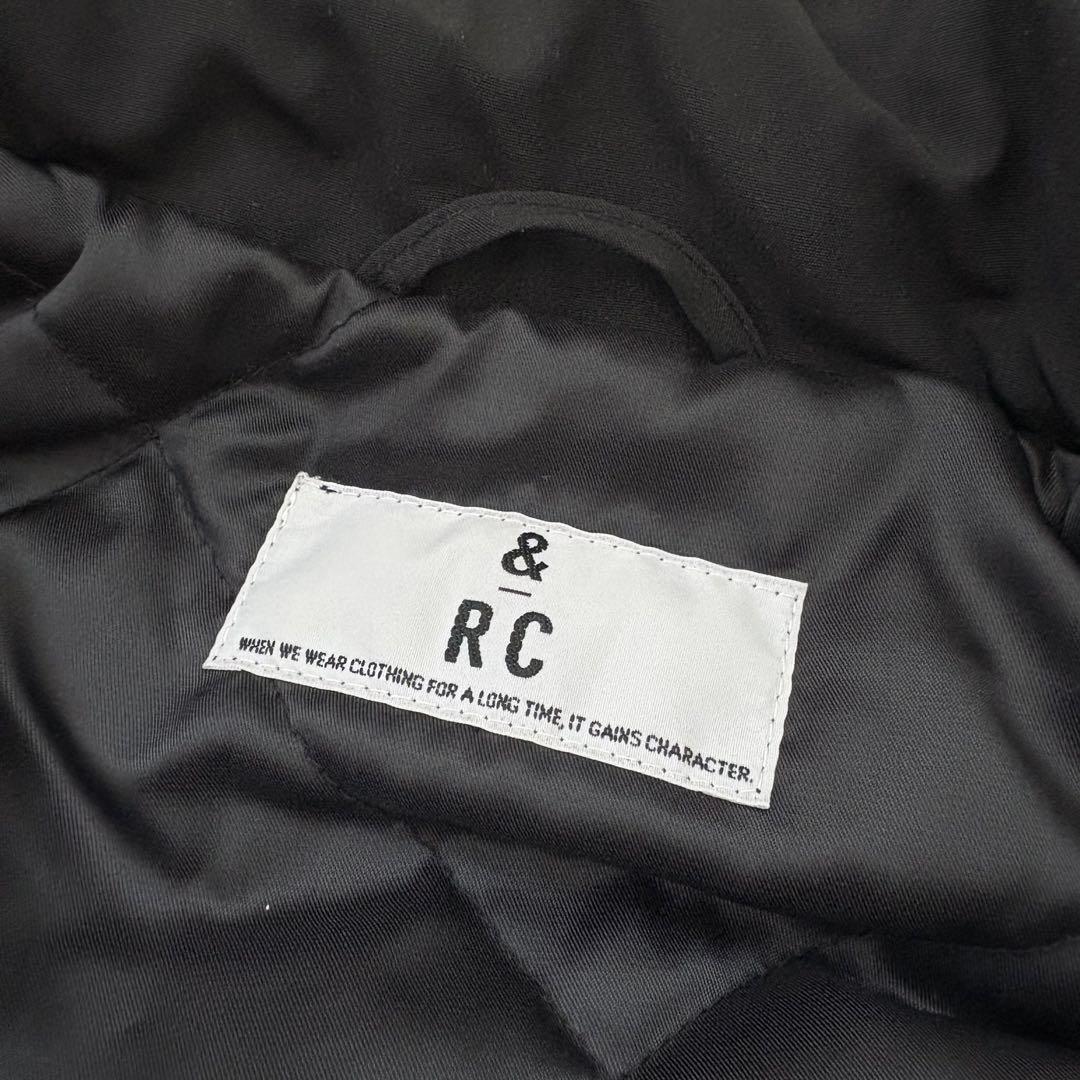 &
RC
WHEN WE WEAR CLOTHING FOR A LONG TIME, IT GAINS CHARACTER.